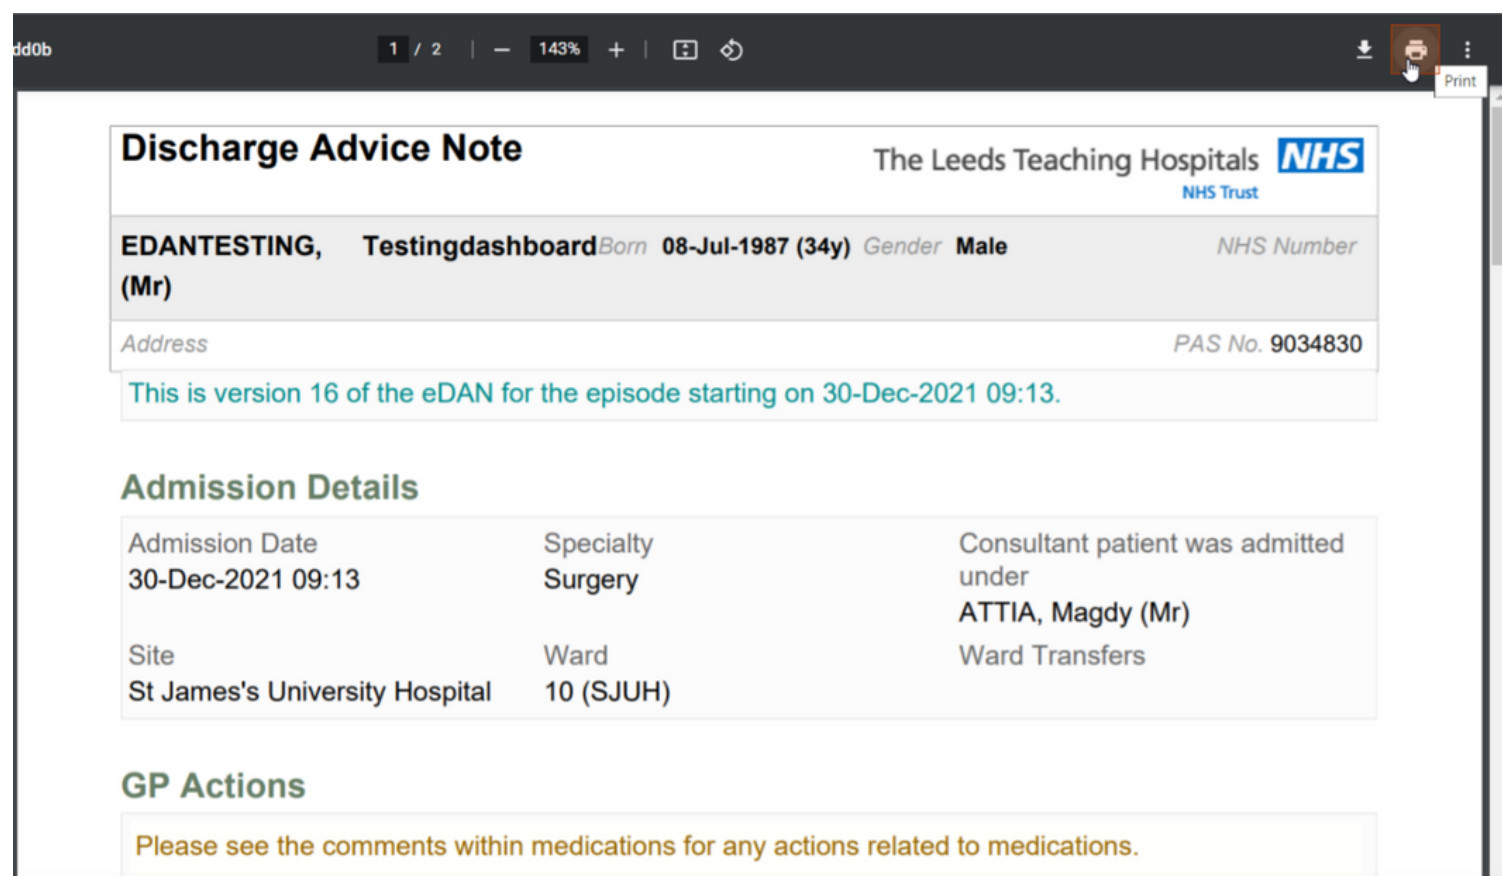 dd0b 1 / 2 143%
Print
Discharge Advice Note
The Leeds Teaching Hospitals NHS
NHS Trust
EDANTESTING, Testingdashboard Born 08-Jul-1987 (34y) Gender Male NHS Number
(Mr)
Address PAS No. 9034830
This is version 16 of the eDAN for the episode starting on 30-Dec-2021 09:13.
Admission Details
Admission Date Specialty Consultant patient was admitted
under
30-Dec-2021 09:13 Surgery
ATTIA, Magdy (Mr)
Site Ward Ward Transfers
St James's University Hospital 10 (SJUH)
GP Actions
Please see the comments within medications for any actions related to medications.